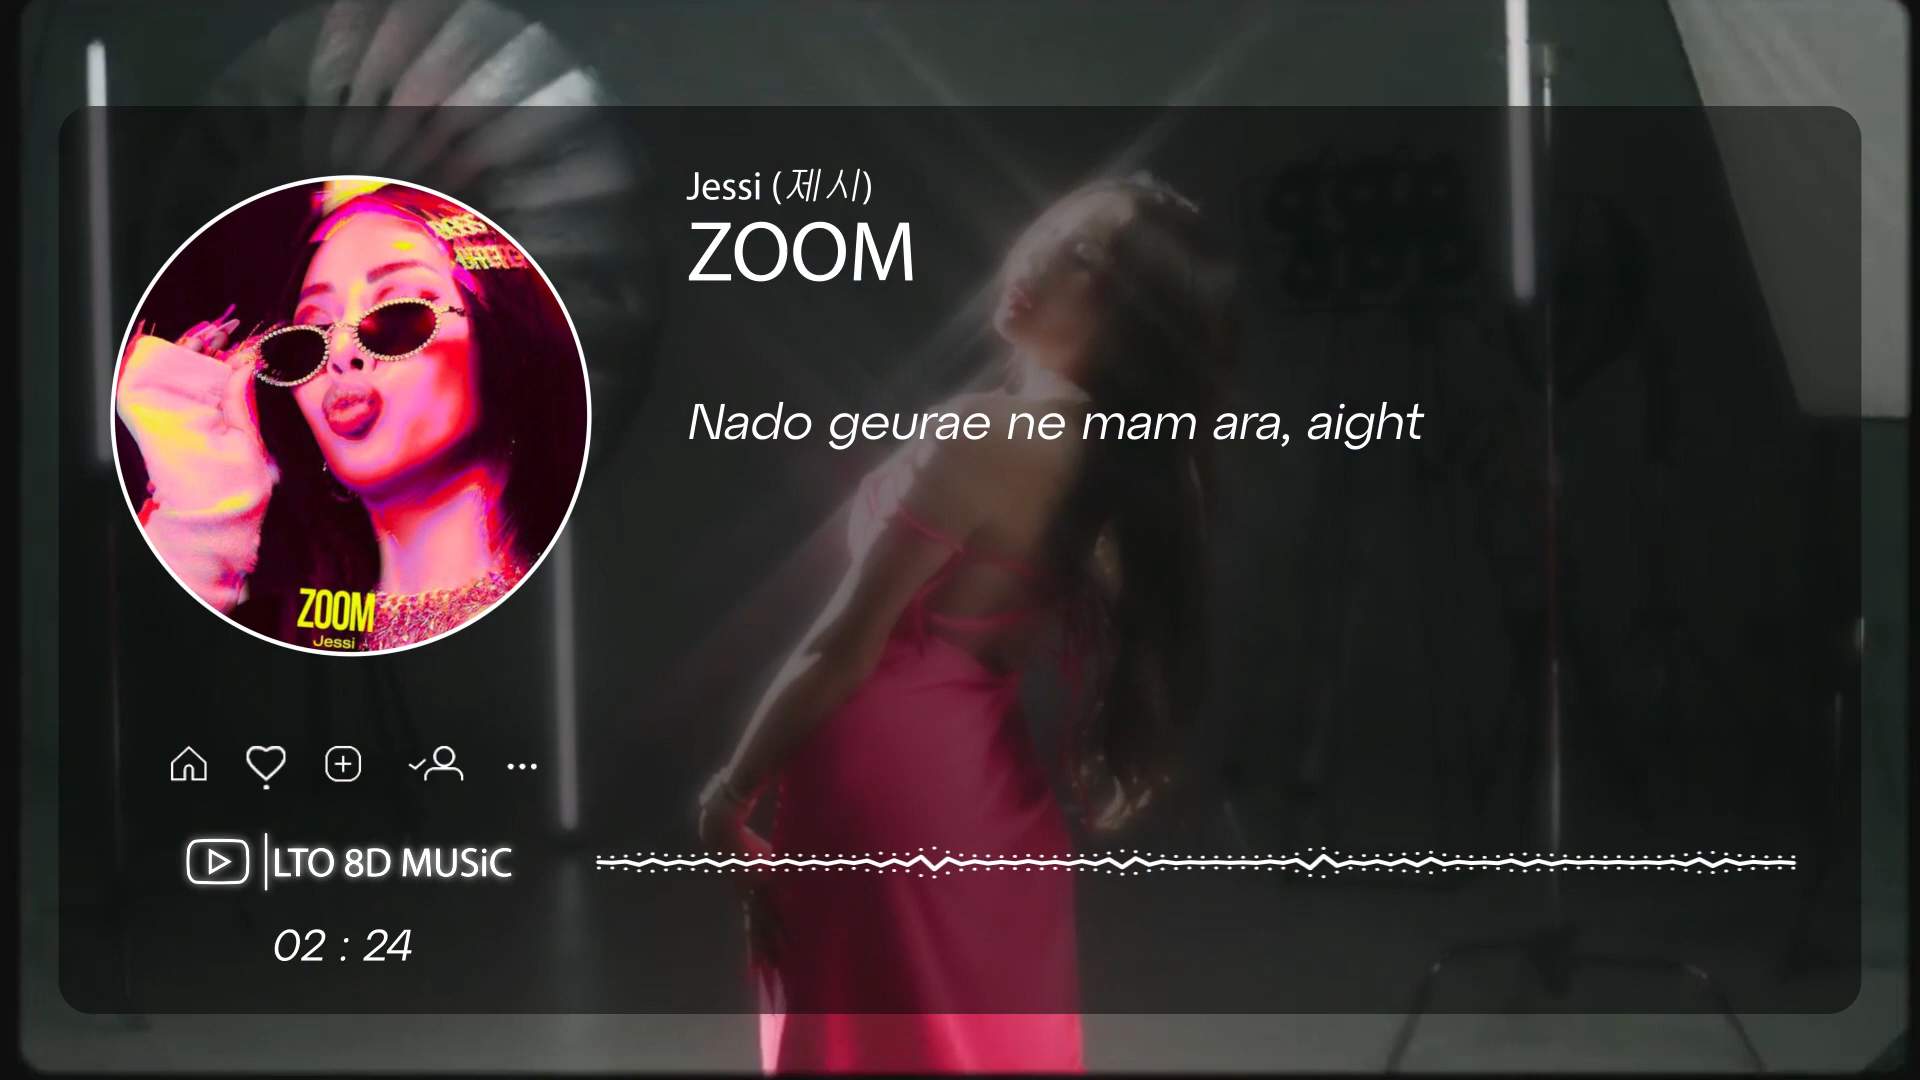 Jessi (제시)
ZOOM
Nado geurae ne mam ara, aight
ZOOM
Jessi
LTO 8D MUSiC
02 : 24